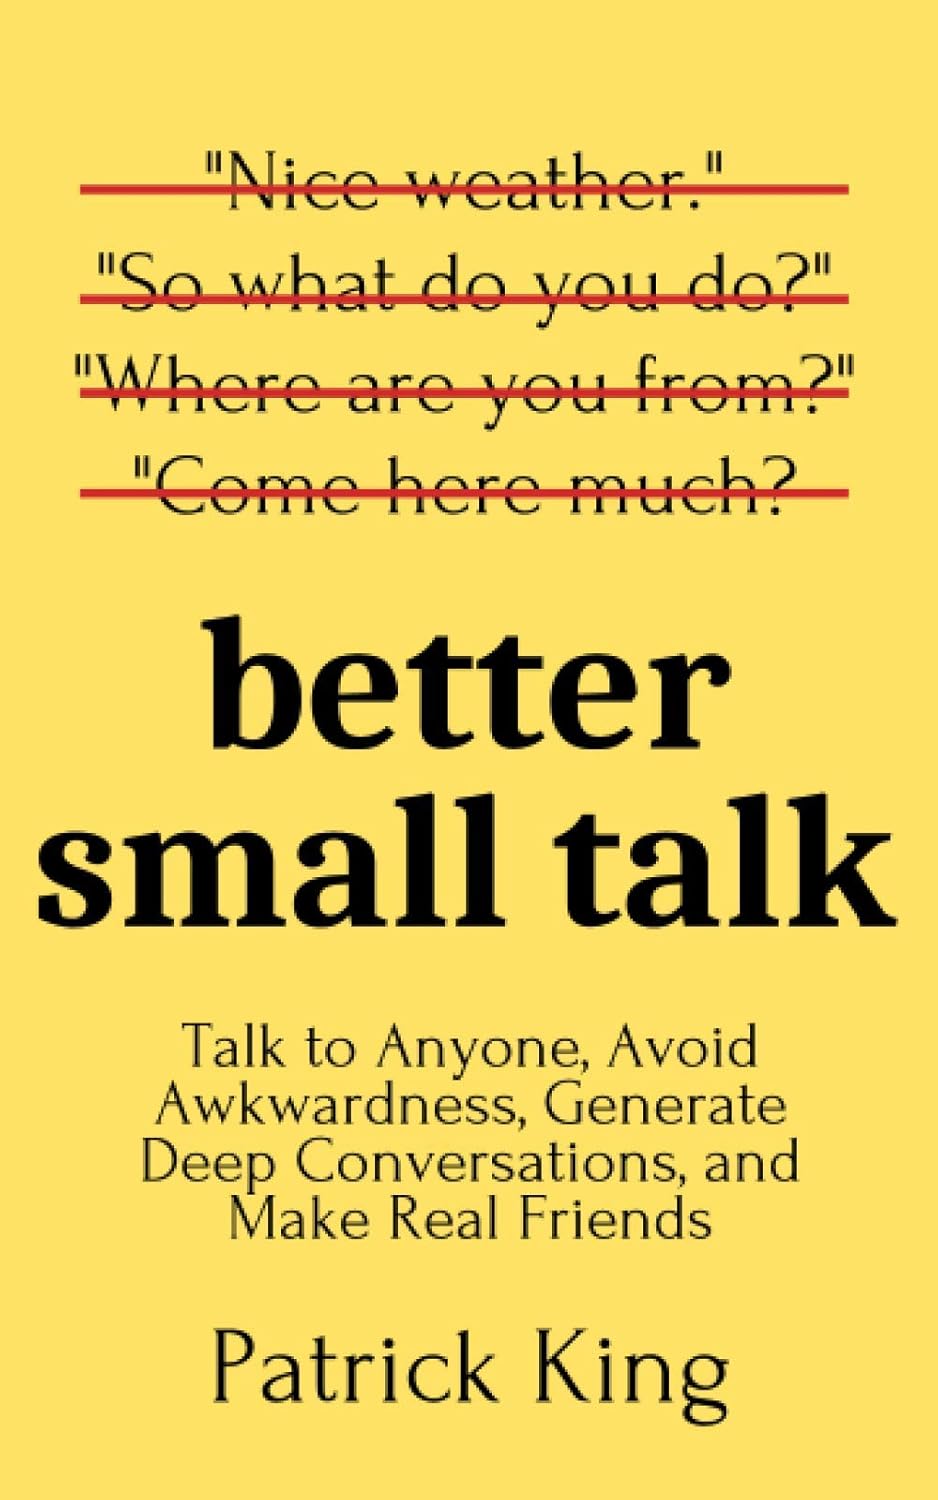 "Nice weather."
"So what do you do?"
"Where are you from?"
"Come here much?
better
small talk
Talk to Anyone, Avoid
Awkwardness, Generate
Deep Conversations, and
Make Real Friends
Patrick King